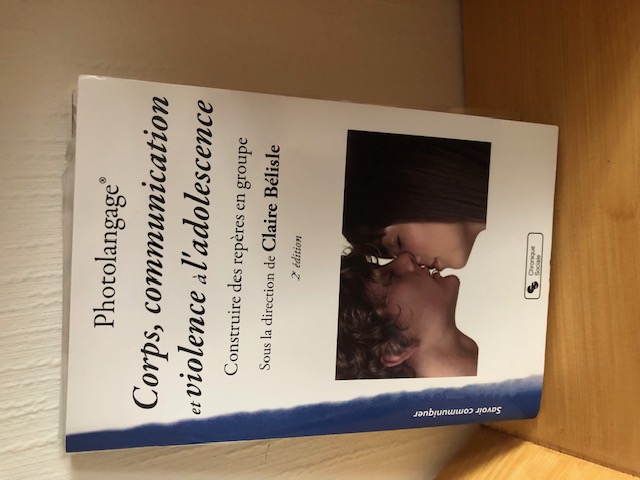 Photolangage®
Corps, communication
et violence à l'adolescence
Construire des repères en groupe
Sous la direction de Claire Bélisle
2e édition
Savoir communiquer
Chronique
Sociale